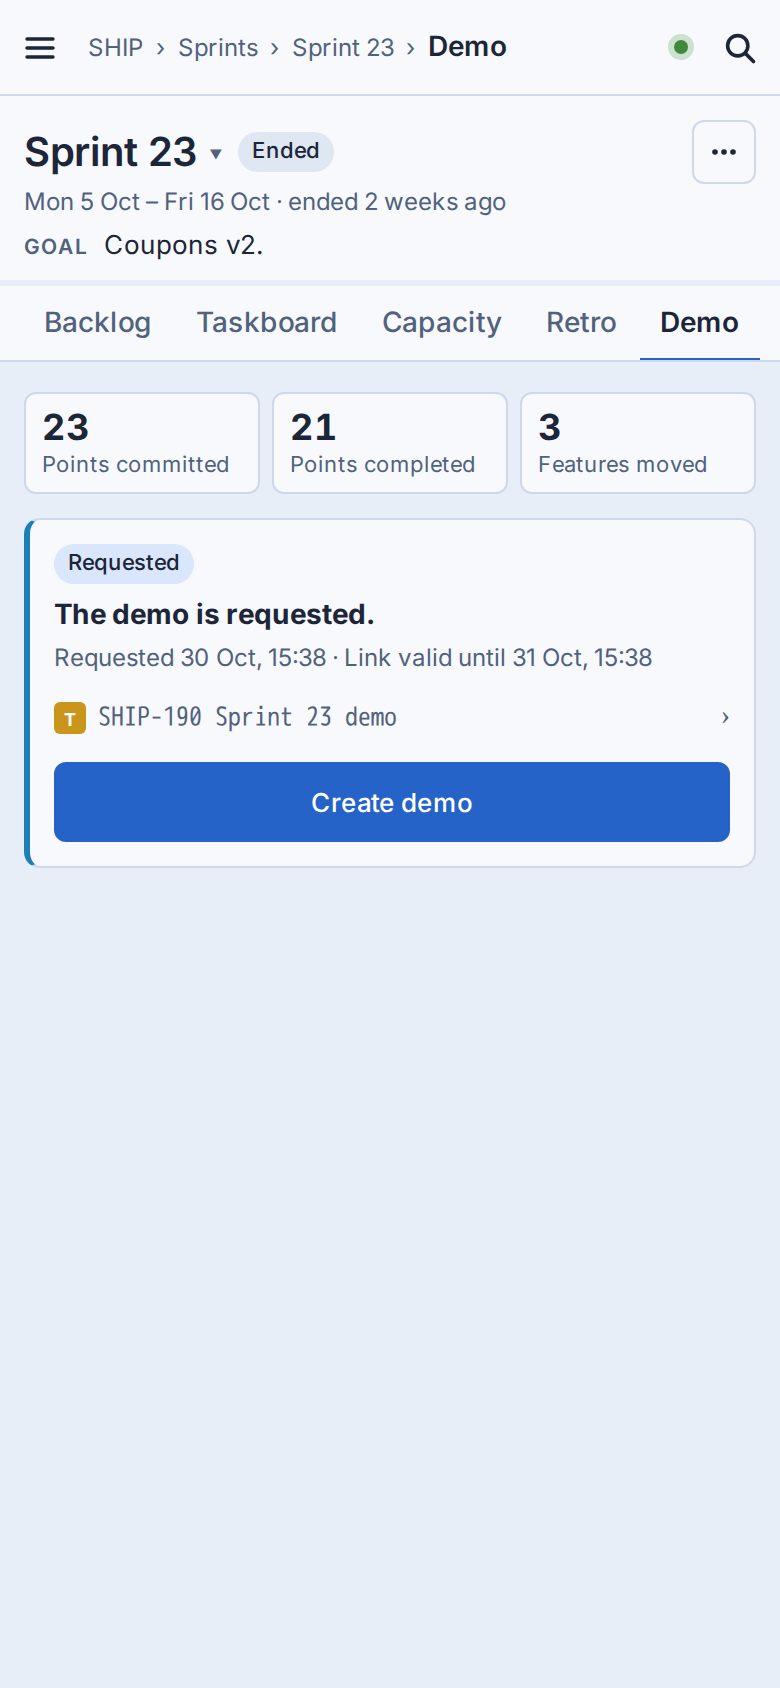 SHIP › Sprints › Sprint 23 › Demo
Sprint 23 ▾ Ended
Mon 5 Oct – Fri 16 Oct · ended 2 weeks ago
GOAL Coupons v2.
Backlog Taskboard Capacity Retro Demo
23 21 3
Points committed Points completed Features moved
Requested
The demo is requested.
Requested 30 Oct, 15:38 · Link valid until 31 Oct, 15:38
T SHIP-190 Sprint 23 demo ›
Create demo